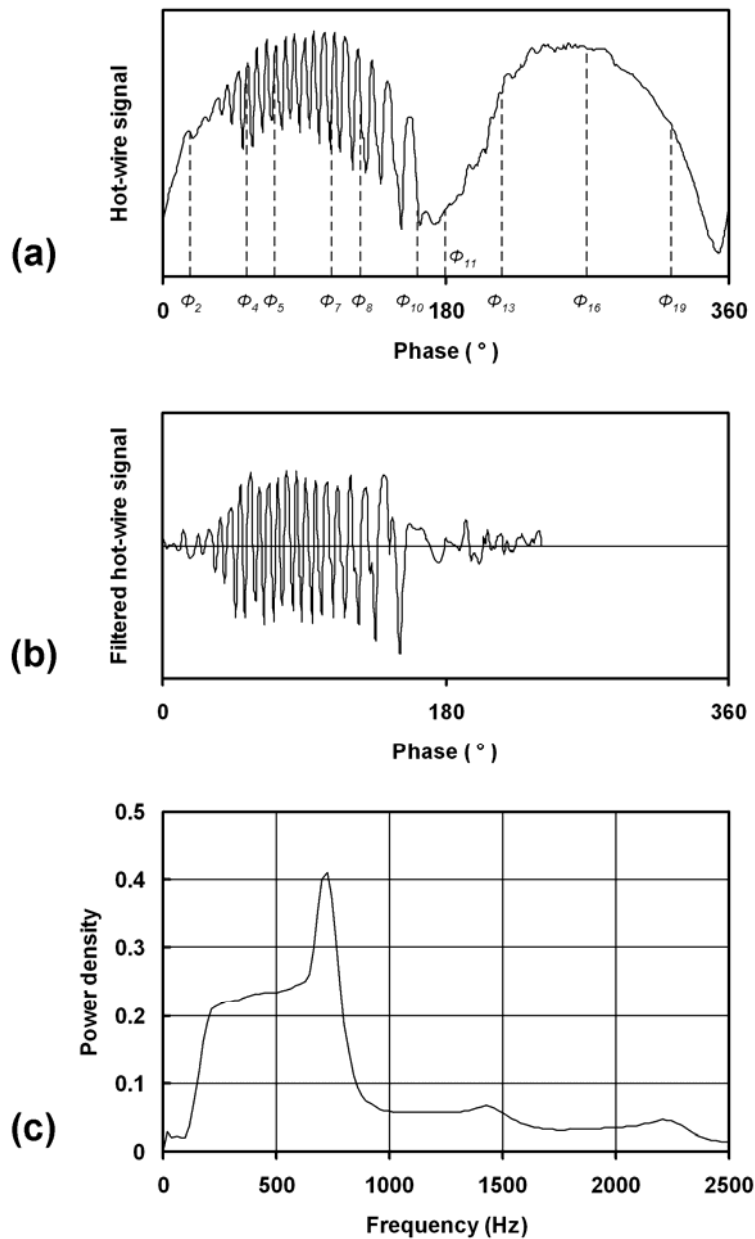 Hot-wire signal
(a)
Φ11
0 Φ2 Φ4 Φ5 Φ7 Φ8 Φ10 180 Φ13 Φ16 Φ19 360
Phase ( ° )
Filtered hot-wire signal
(b)
0 180 360
Phase ( ° )
0.5
0.4
0.3
0.2
0.1
0
Power density
(c)
0 500 1000 1500 2000 2500
Frequency (Hz)